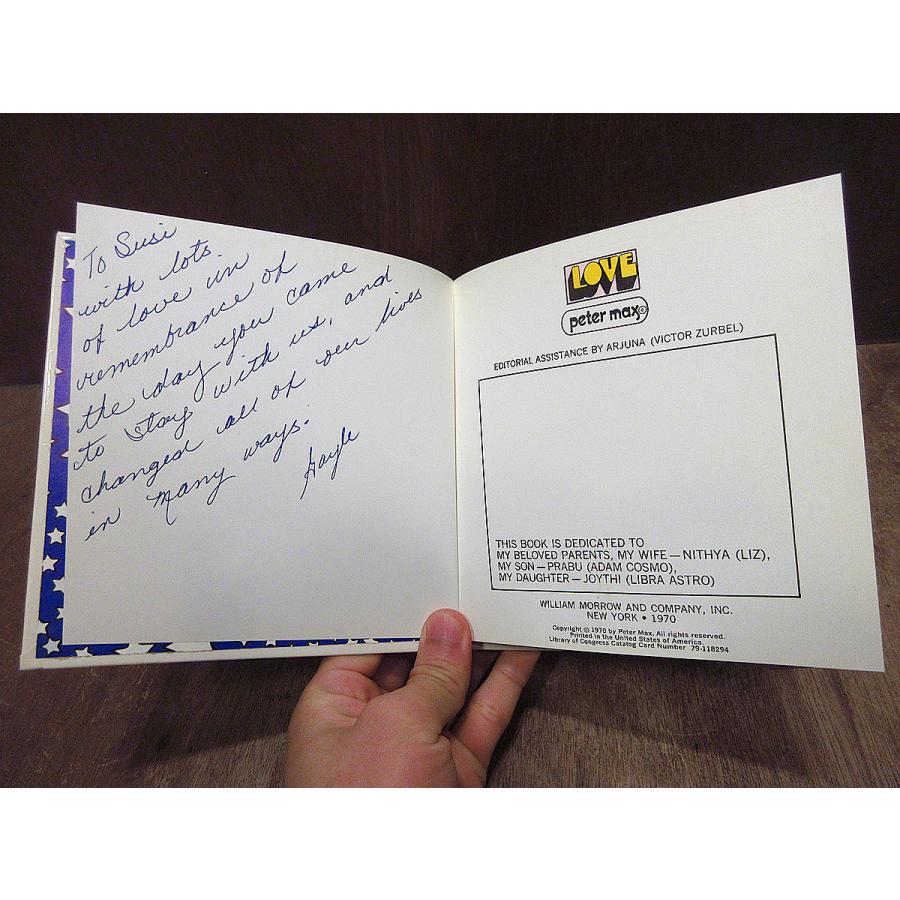 To Susi
with lots
of love in
remembrance of
the day you came
to stay with us, and
changed all of our lives
in many ways.
Gayle
LOVE
peter max©
EDITORIAL ASSISTANCE BY ARJUNA (VICTOR ZURBEL)
THIS BOOK IS DEDICATED TO
MY BELOVED PARENTS, MY WIFE — NITHYA (LIZ),
MY SON — PRABU (ADAM COSMO),
MY DAUGHTER — JOYTHI (LIBRA ASTRO)
WILLIAM MORROW AND COMPANY, INC.
NEW YORK • 1970
Copyright © 1970 by Peter Max. All rights reserved.
Printed in the United States of America.
Library of Congress Catalog Card Number 79-118294